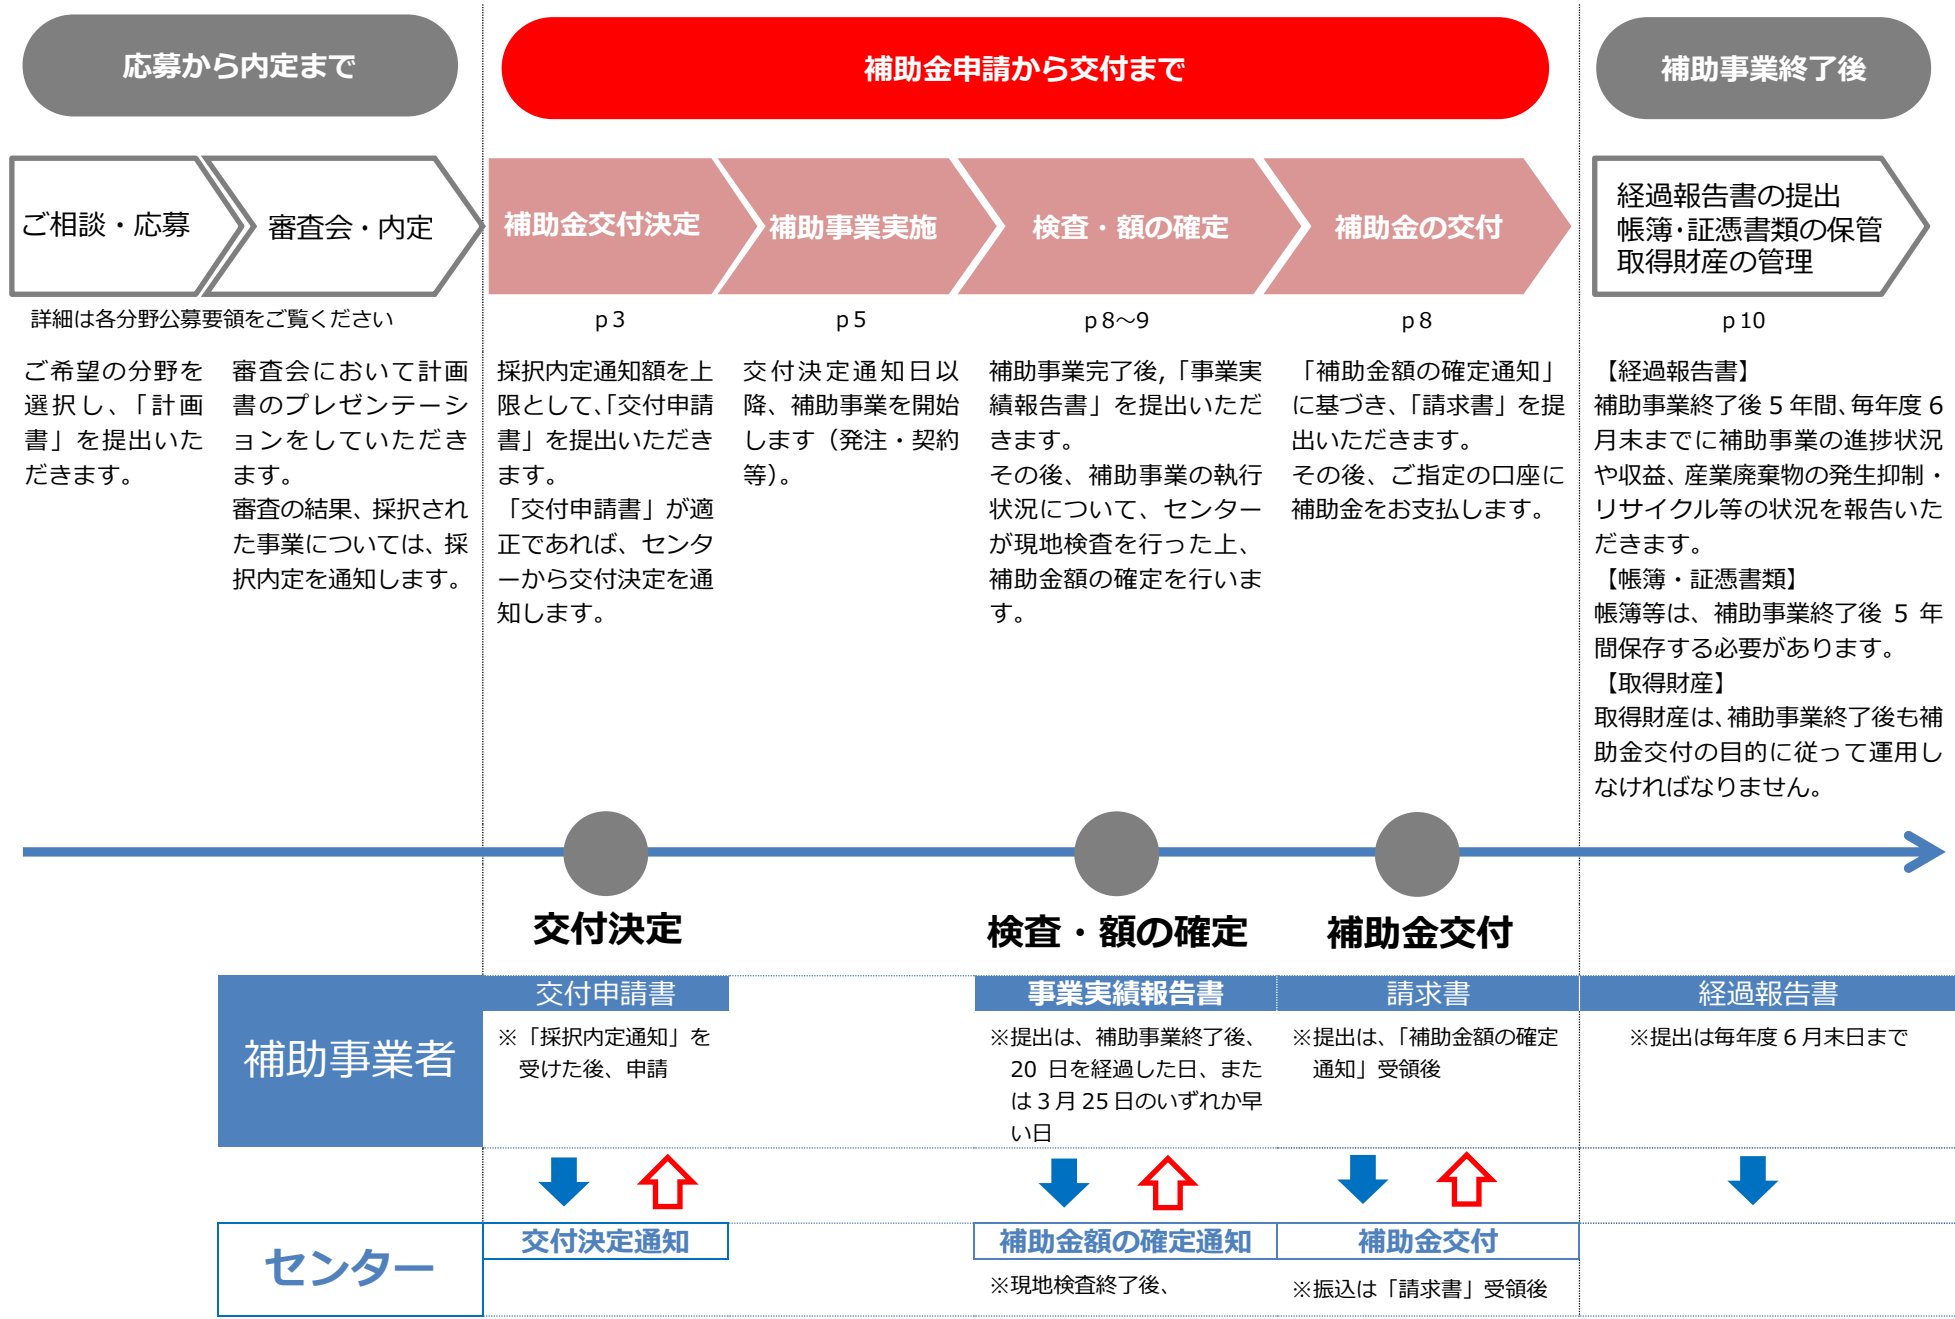 応募から内定まで
補助金申請から交付まで
補助事業終了後
ご相談・応募
審査会・内定
補助金交付決定
補助事業実施
検査・額の確定
補助金の交付
経過報告書の提出
帳簿・証憑書類の保管
取得財産の管理
詳細は各分野公募要領をご覧ください
p3
p5
p8～9
p8
p10
ご希望の分野を
選択し、「計画
書」を提出いた
だきます。
審査会において計画
書のプレゼンテーシ
ョンをしていただき
ます。
審査の結果、採択され
た事業については、採
択内定を通知します。
採択内定通知額を上
限として、「交付申請
書」を提出いただき
ます。
「交付申請書」が適
正であれば、センタ
ーから交付決定を通
知します。
交付決定通知日以
降、補助事業を開始
します（発注・契約
等）。
補助事業完了後,「事業実
績報告書」を提出いただ
きます。
その後、補助事業の執行
状況について、センター
が現地検査を行った上、
補助金額の確定を行いま
す。
「補助金額の確定通知」
に基づき、「請求書」を提
出いただきます。
その後、ご指定の口座に
補助金をお支払します。
【経過報告書】
補助事業終了後 5 年間、毎年度 6
月末までに補助事業の進捗状況
や収益、産業廃棄物の発生抑制・
リサイクル等の状況を報告いた
だきます。
【帳簿・証憑書類】
帳簿等は、補助事業終了後 5 年
間保存する必要があります。
【取得財産】
取得財産は、補助事業終了後も補
助金交付の目的に従って運用し
なければなりません。
交付決定
検査・額の確定
補助金交付
補助事業者
交付申請書
事業実績報告書
請求書
経過報告書
※「採択内定通知」を
受けた後、申請
※提出は、補助事業終了後、
20 日を経過した日、また
は 3 月 25 日のいずれか早
い日
※提出は、「補助金額の確定
通知」受領後
※提出は毎年度 6 月末日まで
センター
交付決定通知
補助金額の確定通知
補助金交付
※現地検査終了後、
※振込は「請求書」受領後